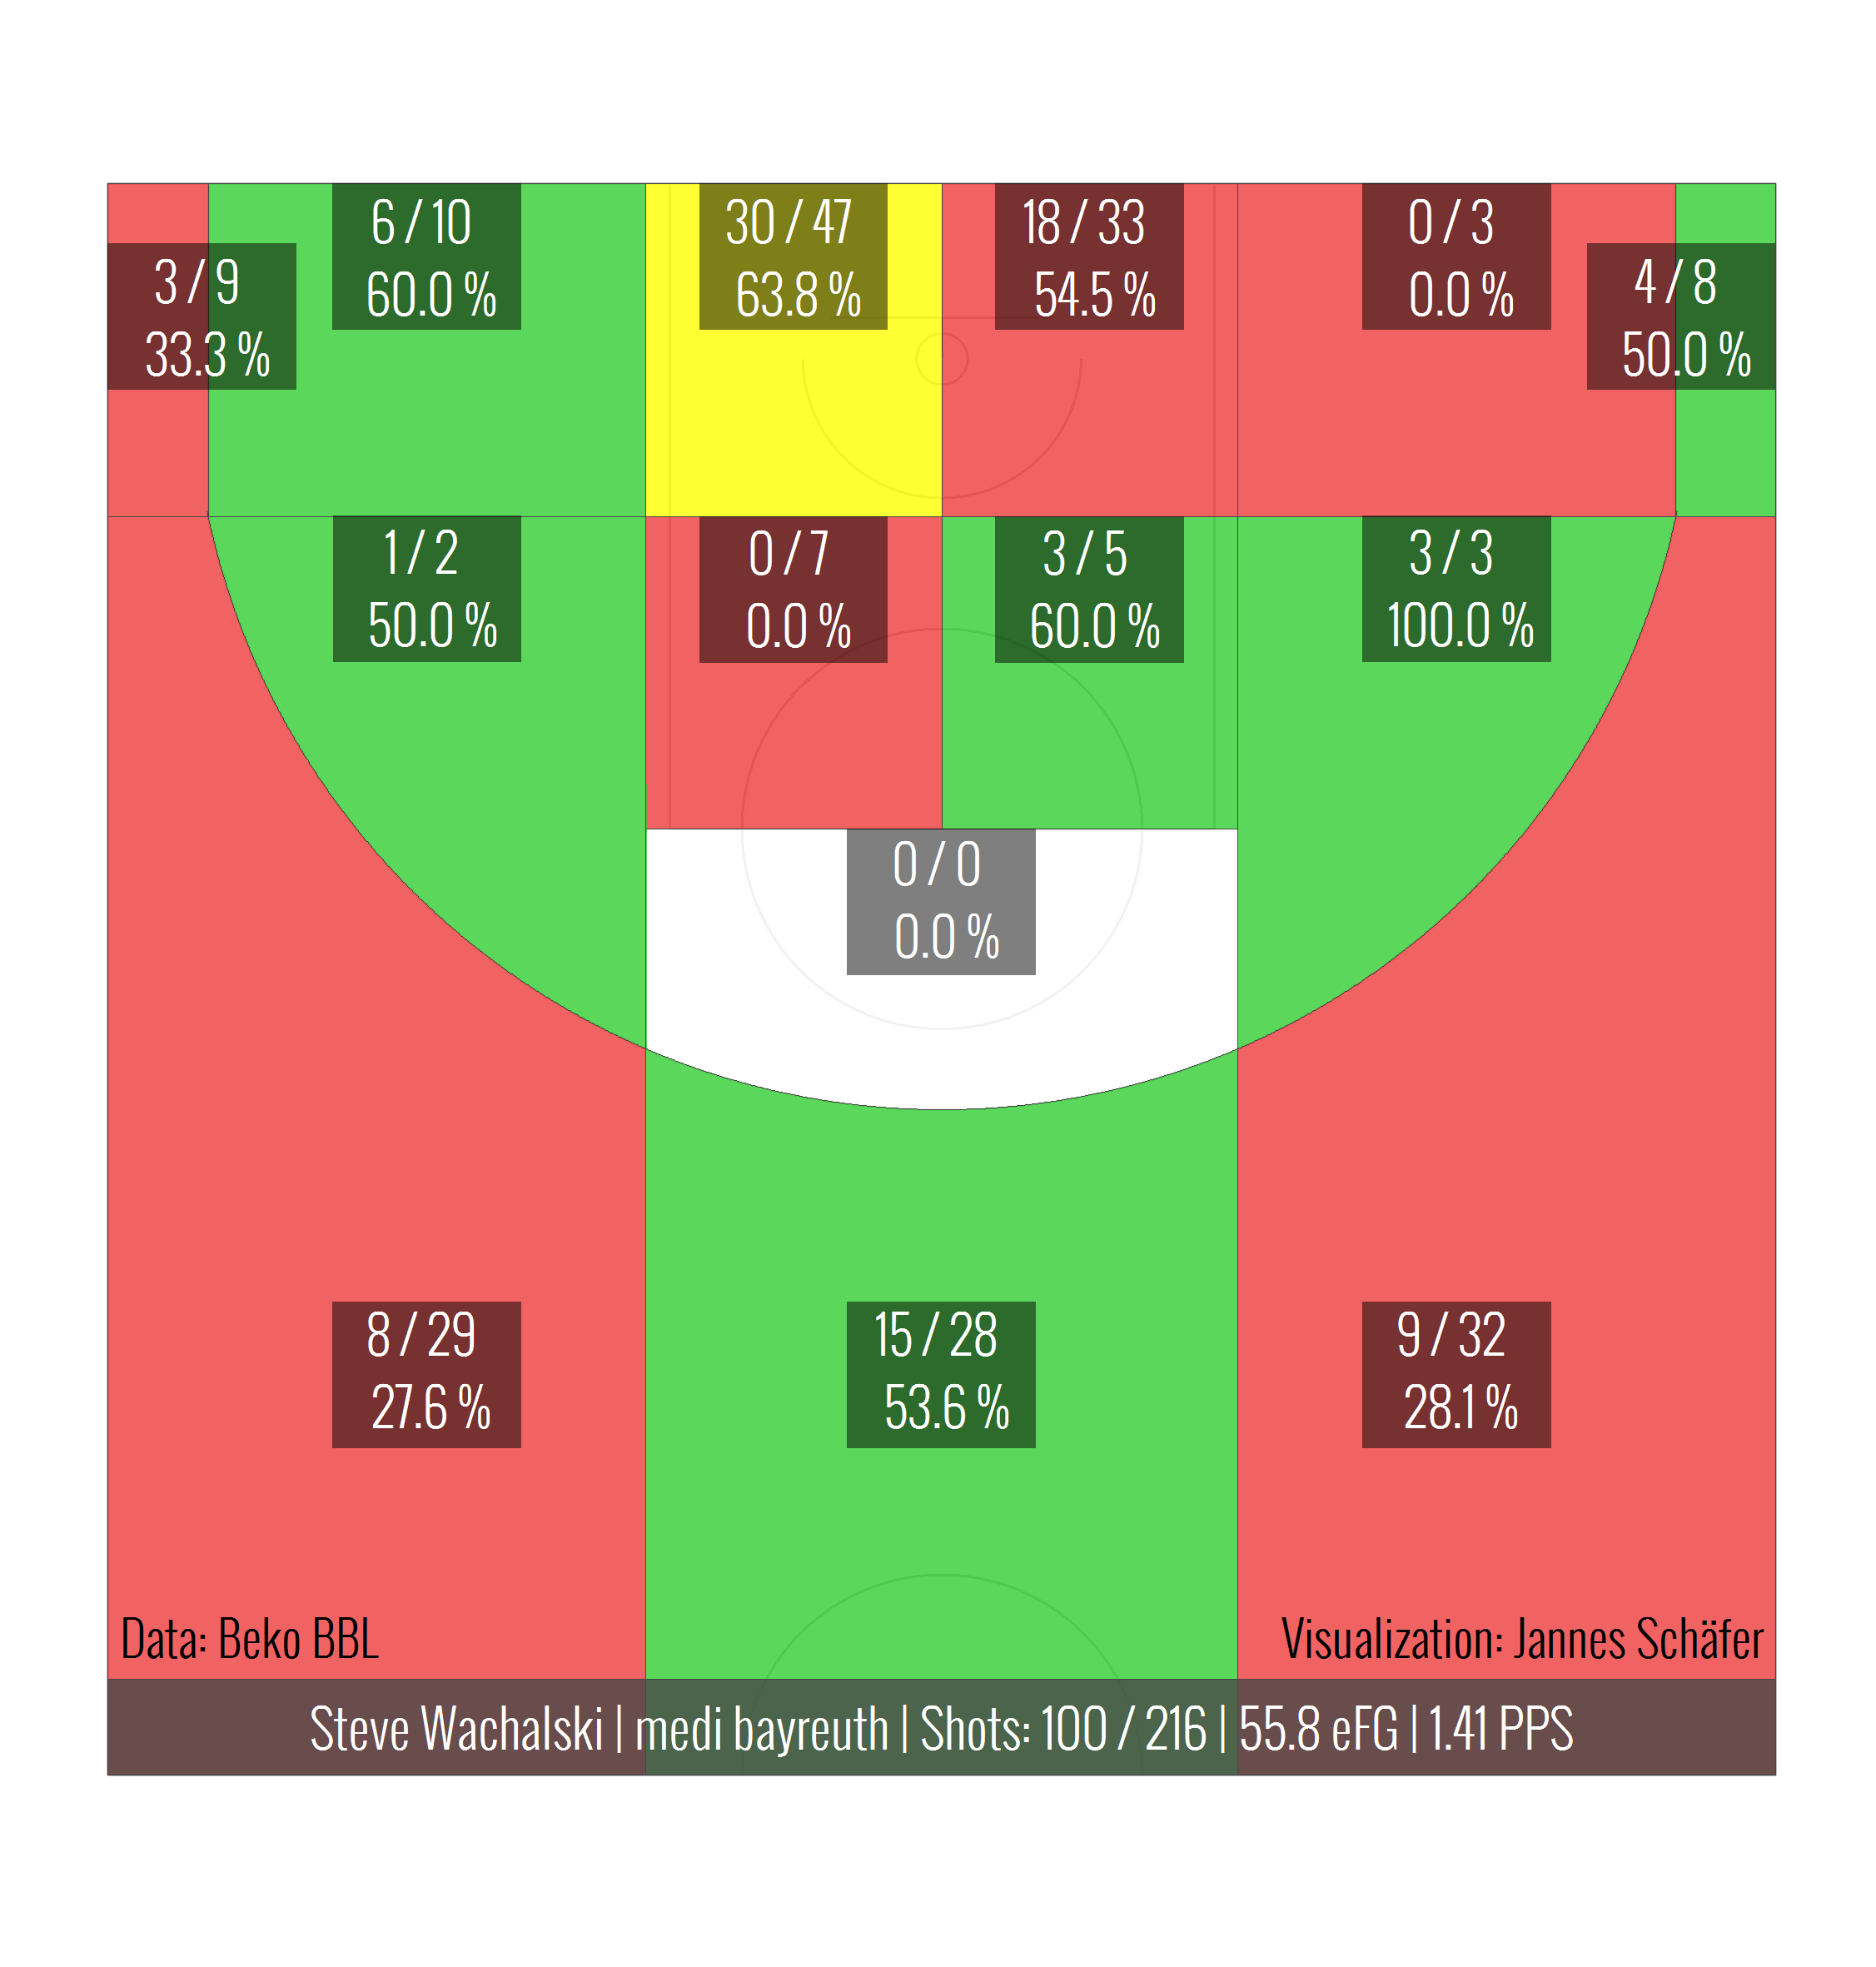 6 / 10
60.0 %
30 / 47
63.8 %
18 / 33
54.5 %
0 / 3
0.0 %
3 / 9
33.3 %
4 / 8
50.0 %
1 / 2
50.0 %
0 / 7
0.0 %
3 / 5
60.0 %
3 / 3
100.0 %
0 / 0
0.0 %
8 / 29
27.6 %
15 / 28
53.6 %
9 / 32
28.1 %
Data: Beko BBL
Visualization: Jannes Schäfer
Steve Wachalski | medi bayreuth | Shots: 100 / 216 | 55.8 eFG | 1.41 PPS